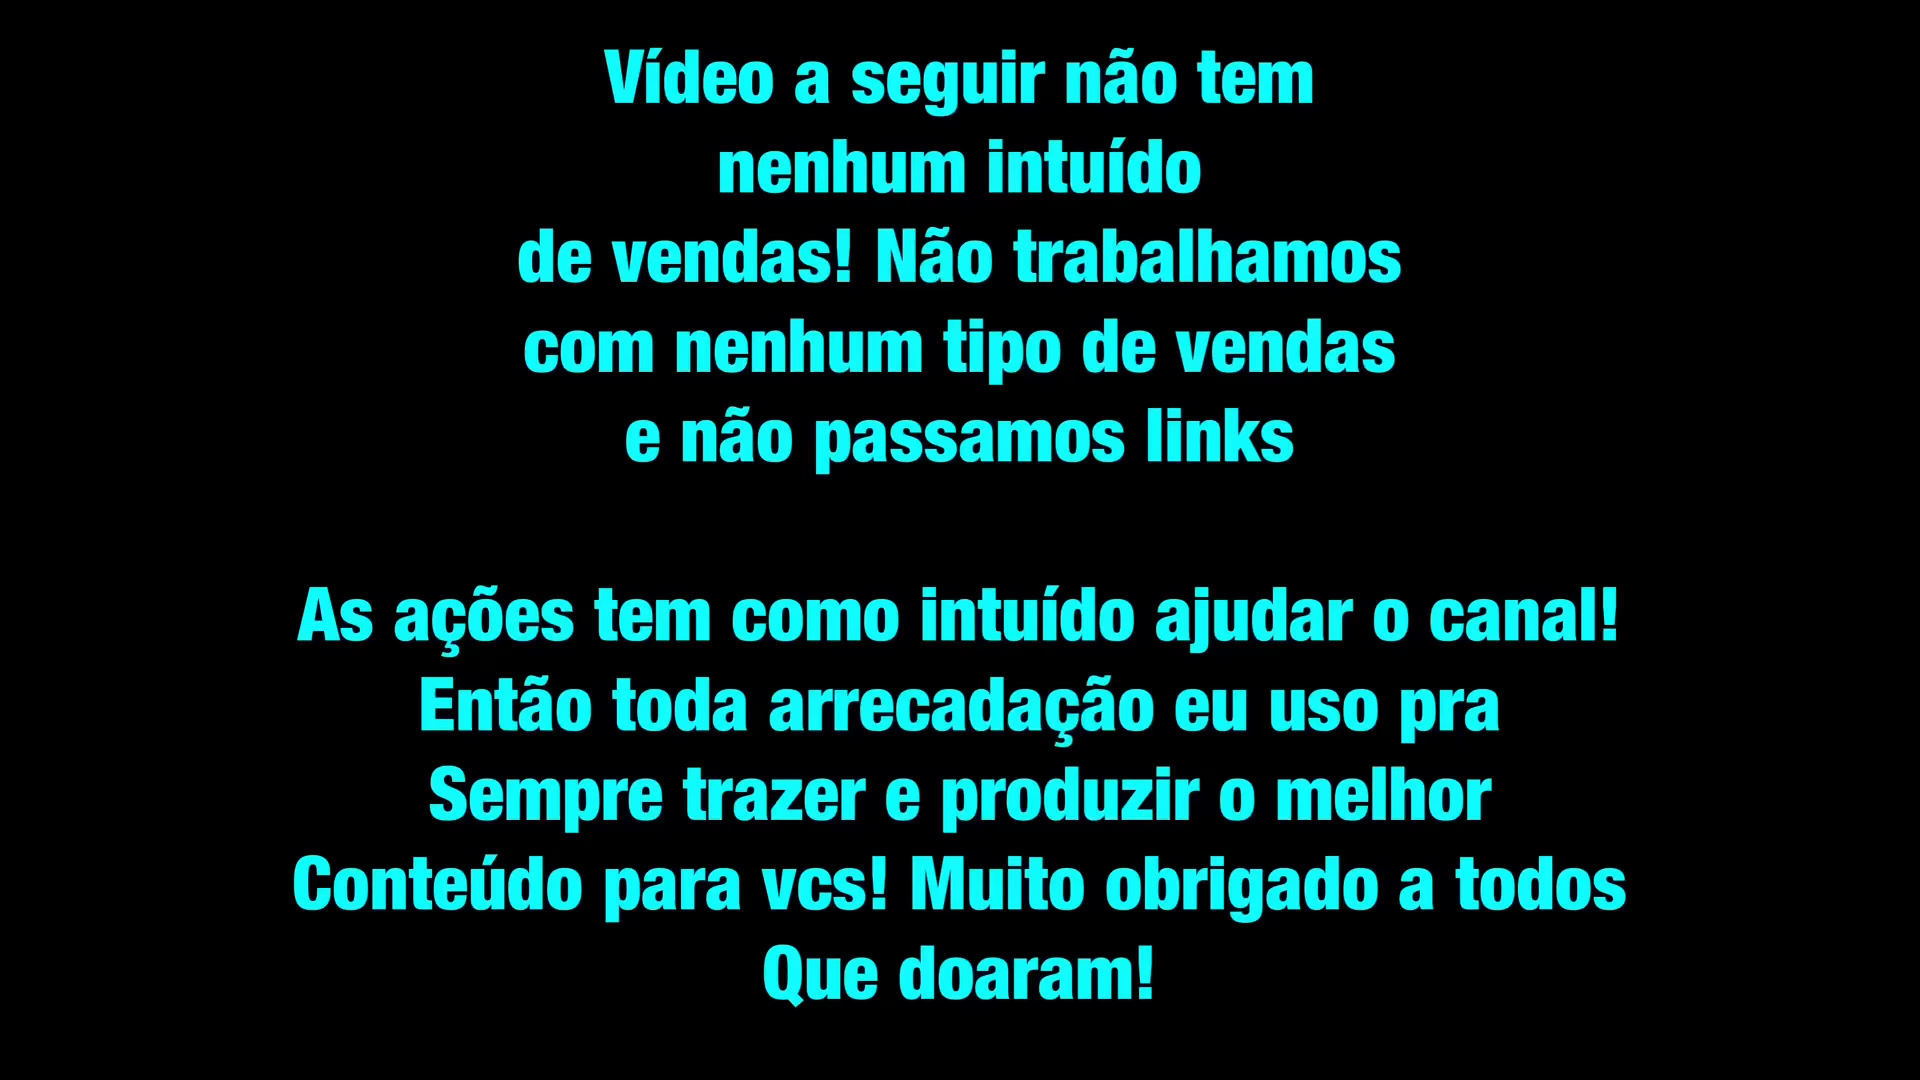 Vídeo a seguir não tem
nenhum intuído
de vendas! Não trabalhamos
com nenhum tipo de vendas
e não passamos links
As ações tem como intuído ajudar o canal!
Então toda arrecadação eu uso pra
Sempre trazer e produzir o melhor
Conteúdo para vcs! Muito obrigado a todos
Que doaram!